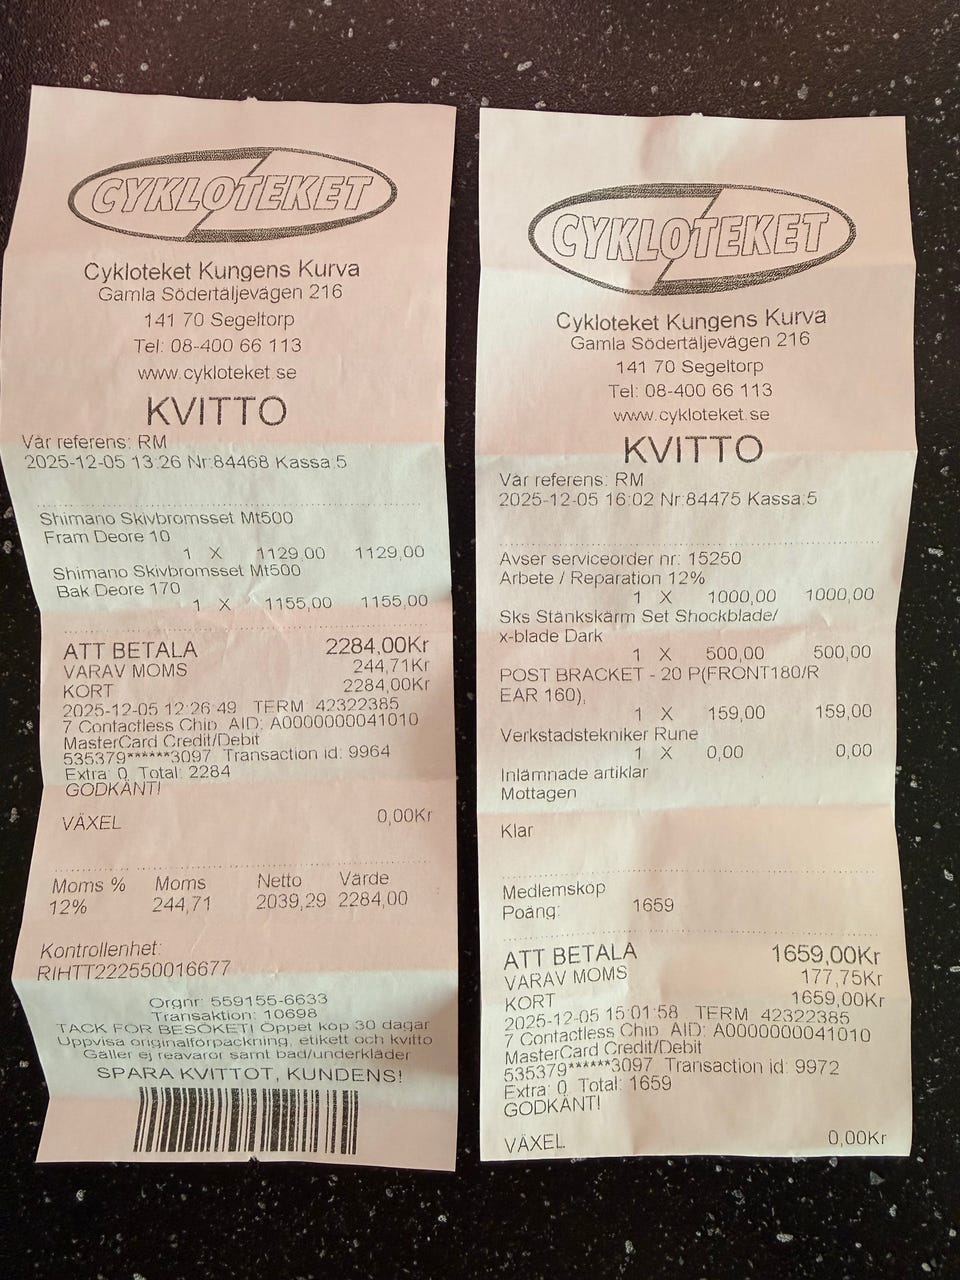 CYKLOTEKET
Cykloteket Kungens Kurva
Gamla Södertäljevägen 216
141 70 Segeltorp
Tel: 08-400 66 113
www.cykloteket.se
KVITTO
Vår referens: RM
2025-12-05 13:26 Nr:84468 Kassa:5
Shimano Skivbromsset Mt500
Fram Deore 10
1 X 1129,00 1129,00
Shimano Skivbromsset Mt500
Bak Deore 170
1 X 1155,00 1155,00
ATT BETALA 2284,00Kr
VARAV MOMS 244,71Kr
KORT 2284,00Kr
2025-12-05 12:26:49 TERM 42322385
7 Contactless Chip AID: A0000000041010
MasterCard Credit/Debit
535379******3097 Transaction id: 9964
Extra: 0 Total: 2284
GODKÄNT!
VÄXEL 0,00Kr
Moms % Moms Netto Värde
12% 244,71 2039,29 2284,00
Kontrollenhet:
RIHTT222550016677
Orgnr: 559155-6633
Transaktion: 10698
TACK FÖR BESÖKET! Öppet köp 30 dagar
Uppvisa originalförpackning, etikett och kvitto
Gäller ej reavaror samt bad/underkläder
SPARA KVITTOT, KUNDENS!
CYKLOTEKET
Cykloteket Kungens Kurva
Gamla Södertäljevägen 216
141 70 Segeltorp
Tel: 08-400 66 113
www.cykloteket.se
KVITTO
Vår referens: RM
2025-12-05 16:02 Nr:84475 Kassa:5
Avser serviceorder nr: 15250
Arbete / Reparation 12%
1 X 1000,00 1000,00
Sks Stänkskärm Set Shockblade/
x-blade Dark
1 X 500,00 500,00
POST BRACKET - 20 P(FRONT180/R
EAR 160),
1 X 159,00 159,00
Verkstadstekniker Rune
1 X 0,00 0,00
Inlämnade artiklar
Mottagen
Klar
Medlemsköp
Poäng: 1659
ATT BETALA 1659,00Kr
VARAV MOMS 177,75Kr
KORT 1659,00Kr
2025-12-05 15:01:58 TERM 42322385
7 Contactless Chip AID: A0000000041010
MasterCard Credit/Debit
535379******3097 Transaction id: 9972
Extra: 0 Total: 1659
GODKÄNT!
VÄXEL 0,00Kr